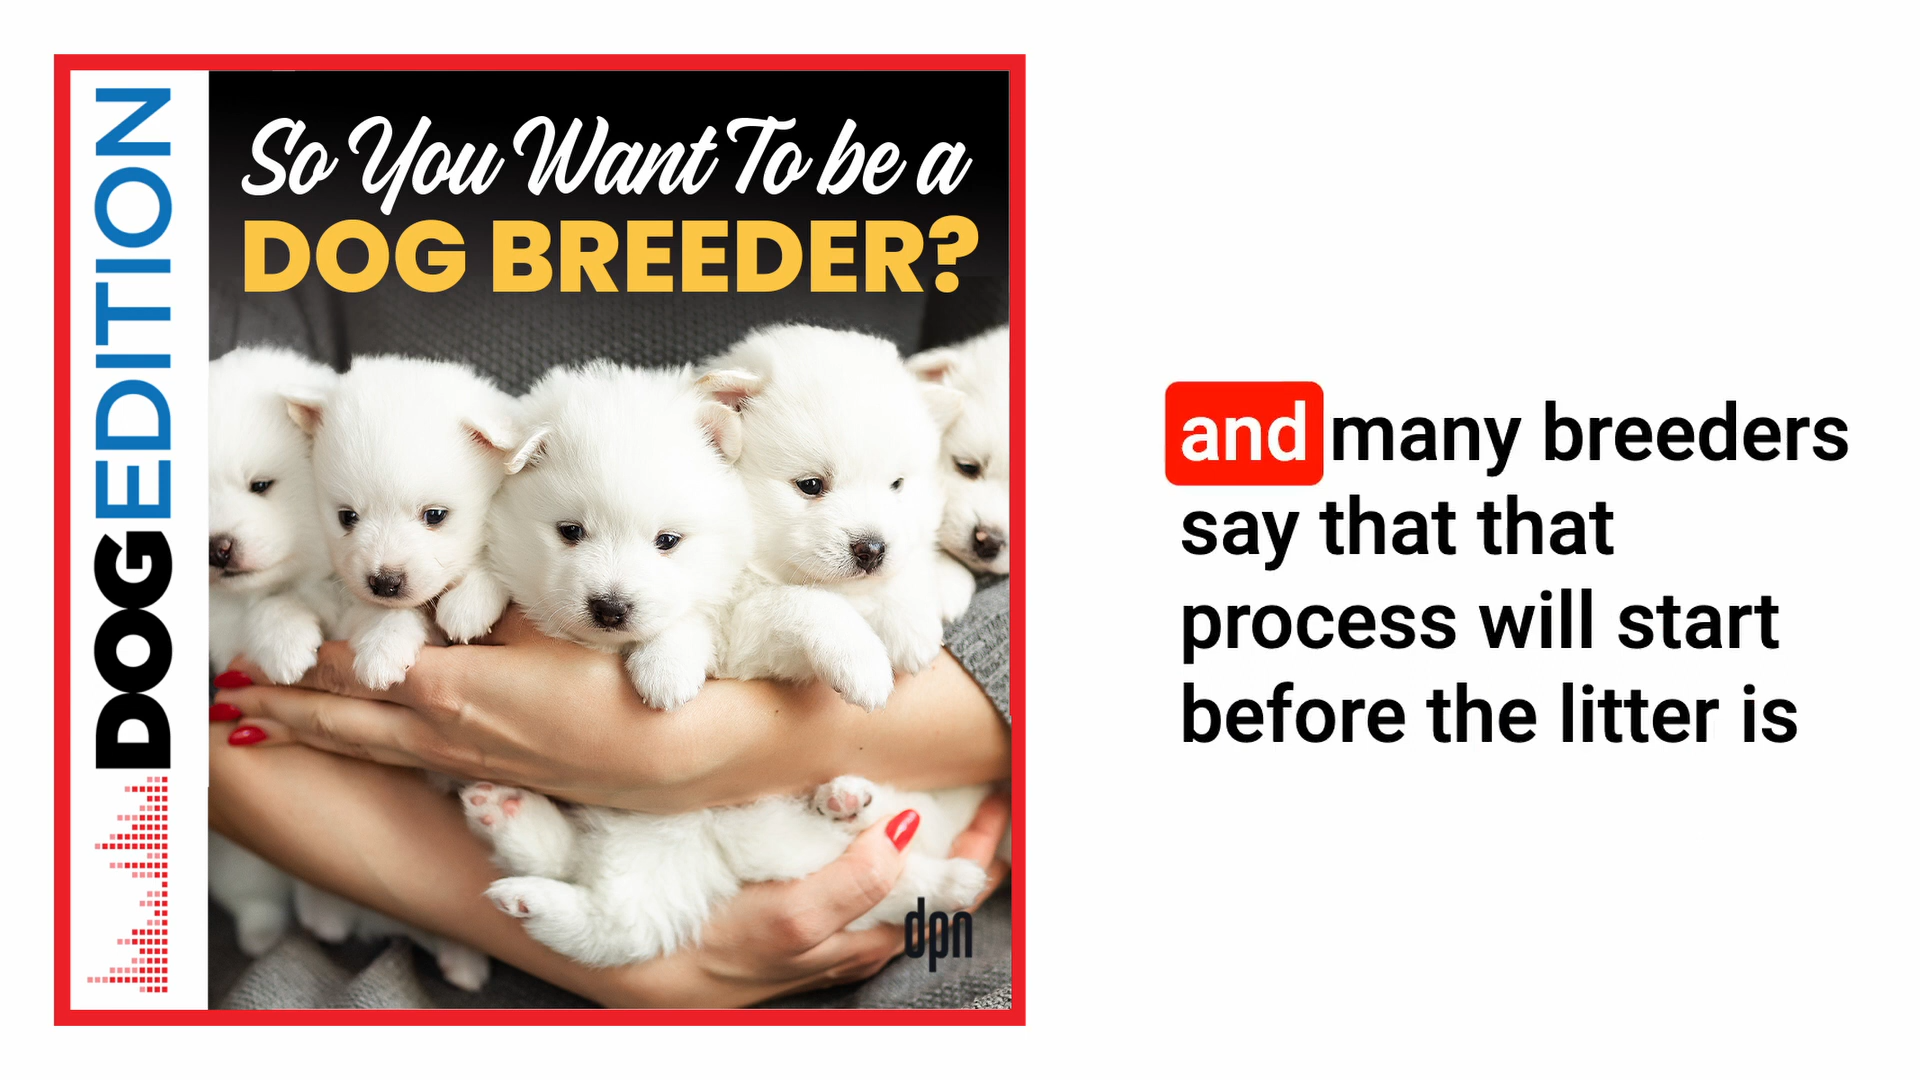 DOGEDITION
So You Want To be a
DOG BREEDER?
dpn
and many breeders
say that that
process will start
before the litter is